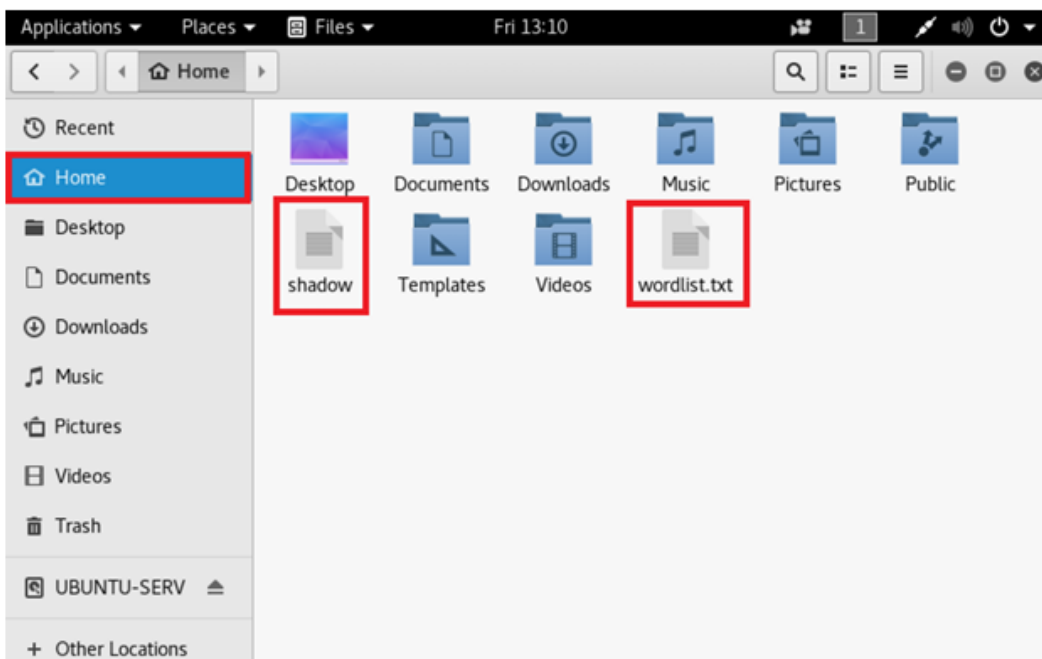 Applications Places Files Fri 13:10 1
Home
Recent
Home
Desktop
Documents
Downloads
Music
Pictures
Videos
Trash
UBUNTU-SERV
+ Other Locations
Desktop Documents Downloads Music Pictures Public
shadow Templates Videos wordlist.txt